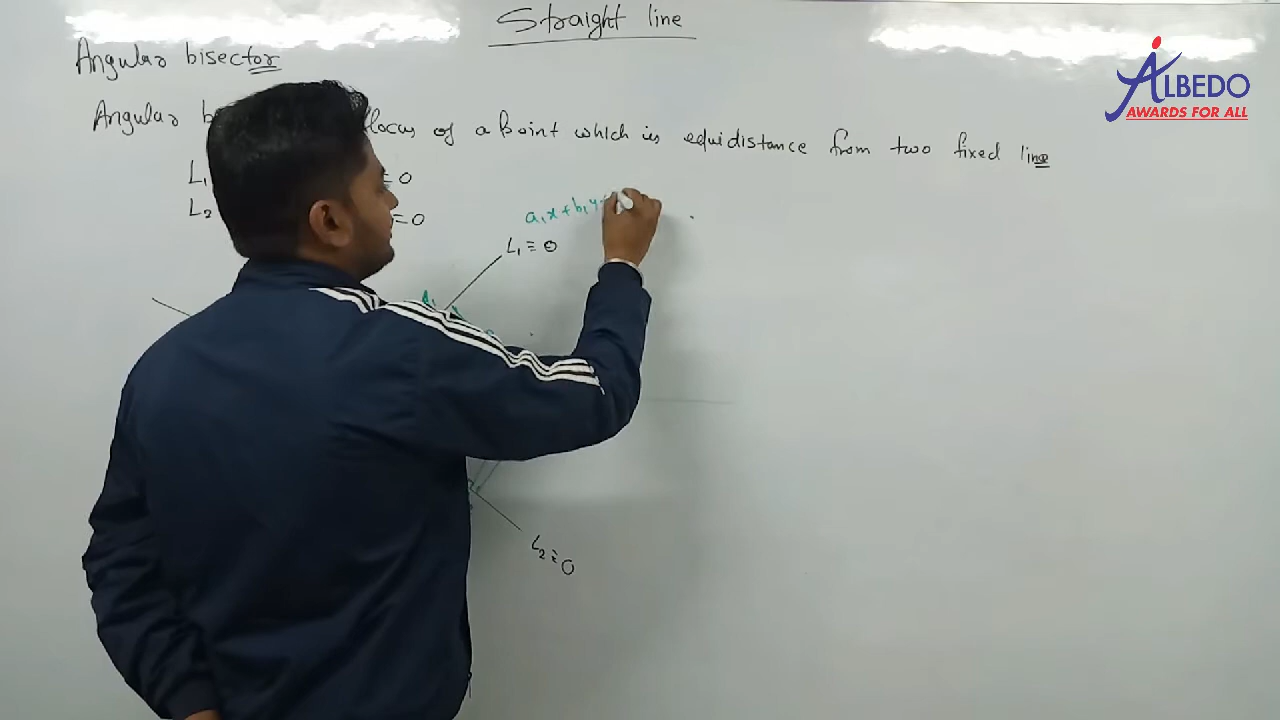 Straight line
Angular bisector
ALBEDO
AWARDS FOR ALL
Angular locus of a Point which is equidistance from two fixed line
L₁ = 0
L₂ = 0
a₁x + b₁y +
L₁ ≡ 0
L₂ ≡ 0